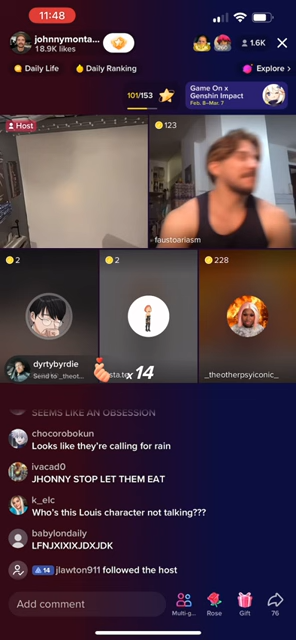 11:48
johnnymonta...
18.9K likes
1.6K
Daily Life
Daily Ranking
Explore >
101/153
Game On x
Genshin Impact
Feb. 8–Mar. 7
Host
123
faustoariasm
2
2
228
dyrtybyrdie
Send to _theot...
x 14
_theotherpsyiconic_
SEEMS LIKE AN OBSESSION
chocorobokun
Looks like they're calling for rain
ivacad0
JHONNY STOP LET THEM EAT
k_elc
Who's this Louis character not talking???
babylondaily
LFNJXIXIXJDXJDK
14 jlawton911 followed the host
Add comment
Multi-g...
Rose
Gift
76